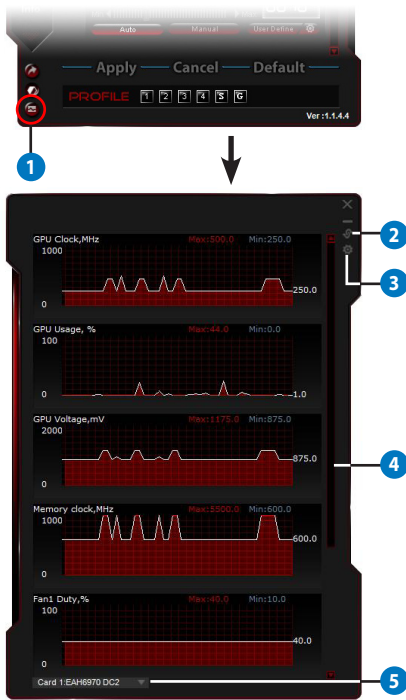 Auto Manual User Define
Apply Cancel Default
PROFILE 1 2 3 4 S G
Ver :1.1.4.4
1
2
3
GPU Clock,MHz Max:500.0 Min:250.0
1000
250.0
0
GPU Usage, % Max:44.0 Min:0.0
100
1.0
0
GPU Voltage,mV Max:1175.0 Min:875.0
2000
875.0
0
4
Memory clock,MHz Max:5500.0 Min:600.0
1000
600.0
0
Fan1 Duty,% Max:40.0 Min:10.0
100
40.0
0
Card 1:EAH6970 DC2
5